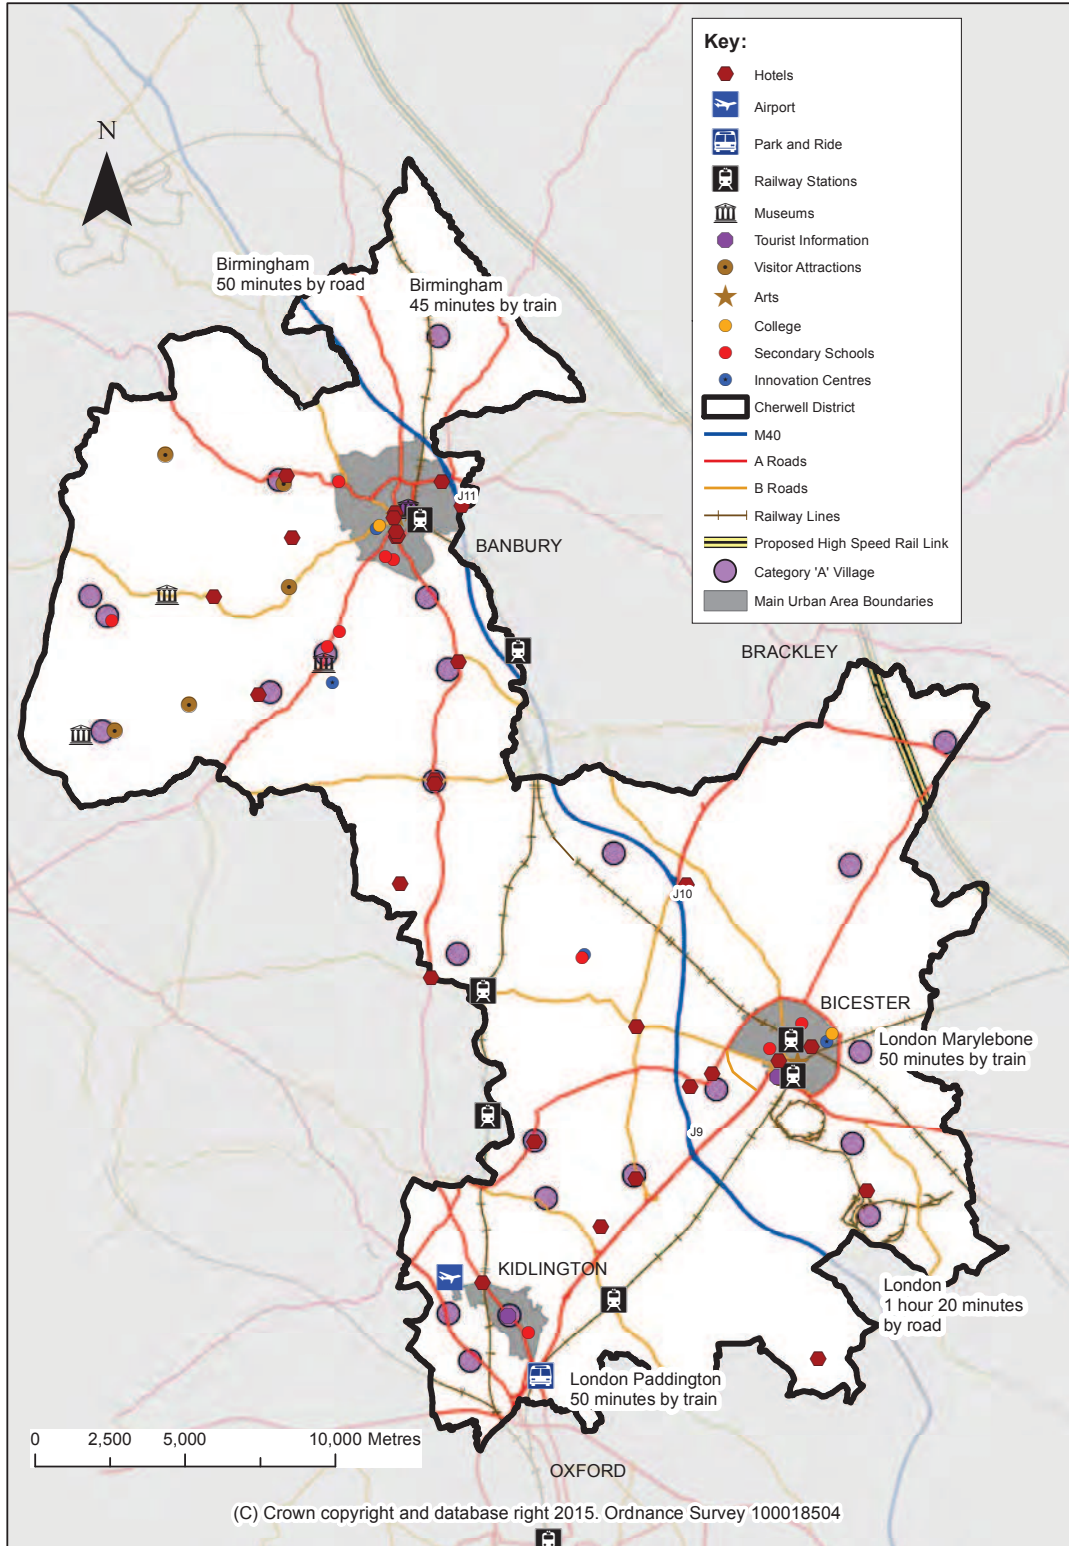 Key:
Hotels
Airport
Park and Ride
Railway Stations
Museums
Tourist Information
Visitor Attractions
Arts
College
Secondary Schools
Innovation Centres
Cherwell District
M40
A Roads
B Roads
Railway Lines
Proposed High Speed Rail Link
Category 'A' Village
Main Urban Area Boundaries
N
Birmingham
50 minutes by road
Birmingham
45 minutes by train
J11
BANBURY
BRACKLEY
J10
BICESTER
London Marylebone
50 minutes by train
J9
KIDLINGTON
London
1 hour 20 minutes
by road
London Paddington
50 minutes by train
0 2,500 5,000 10,000 Metres
OXFORD
(C) Crown copyright and database right 2015. Ordnance Survey 100018504